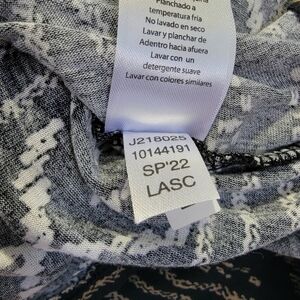 Planchado a
temperatura fría
No lavado en seco
Lavar y planchar de
Adentro hacia afuera
Lavar con un
detergente suave
Lavar con colores similares
J218025
10144191
SP'22
LASC